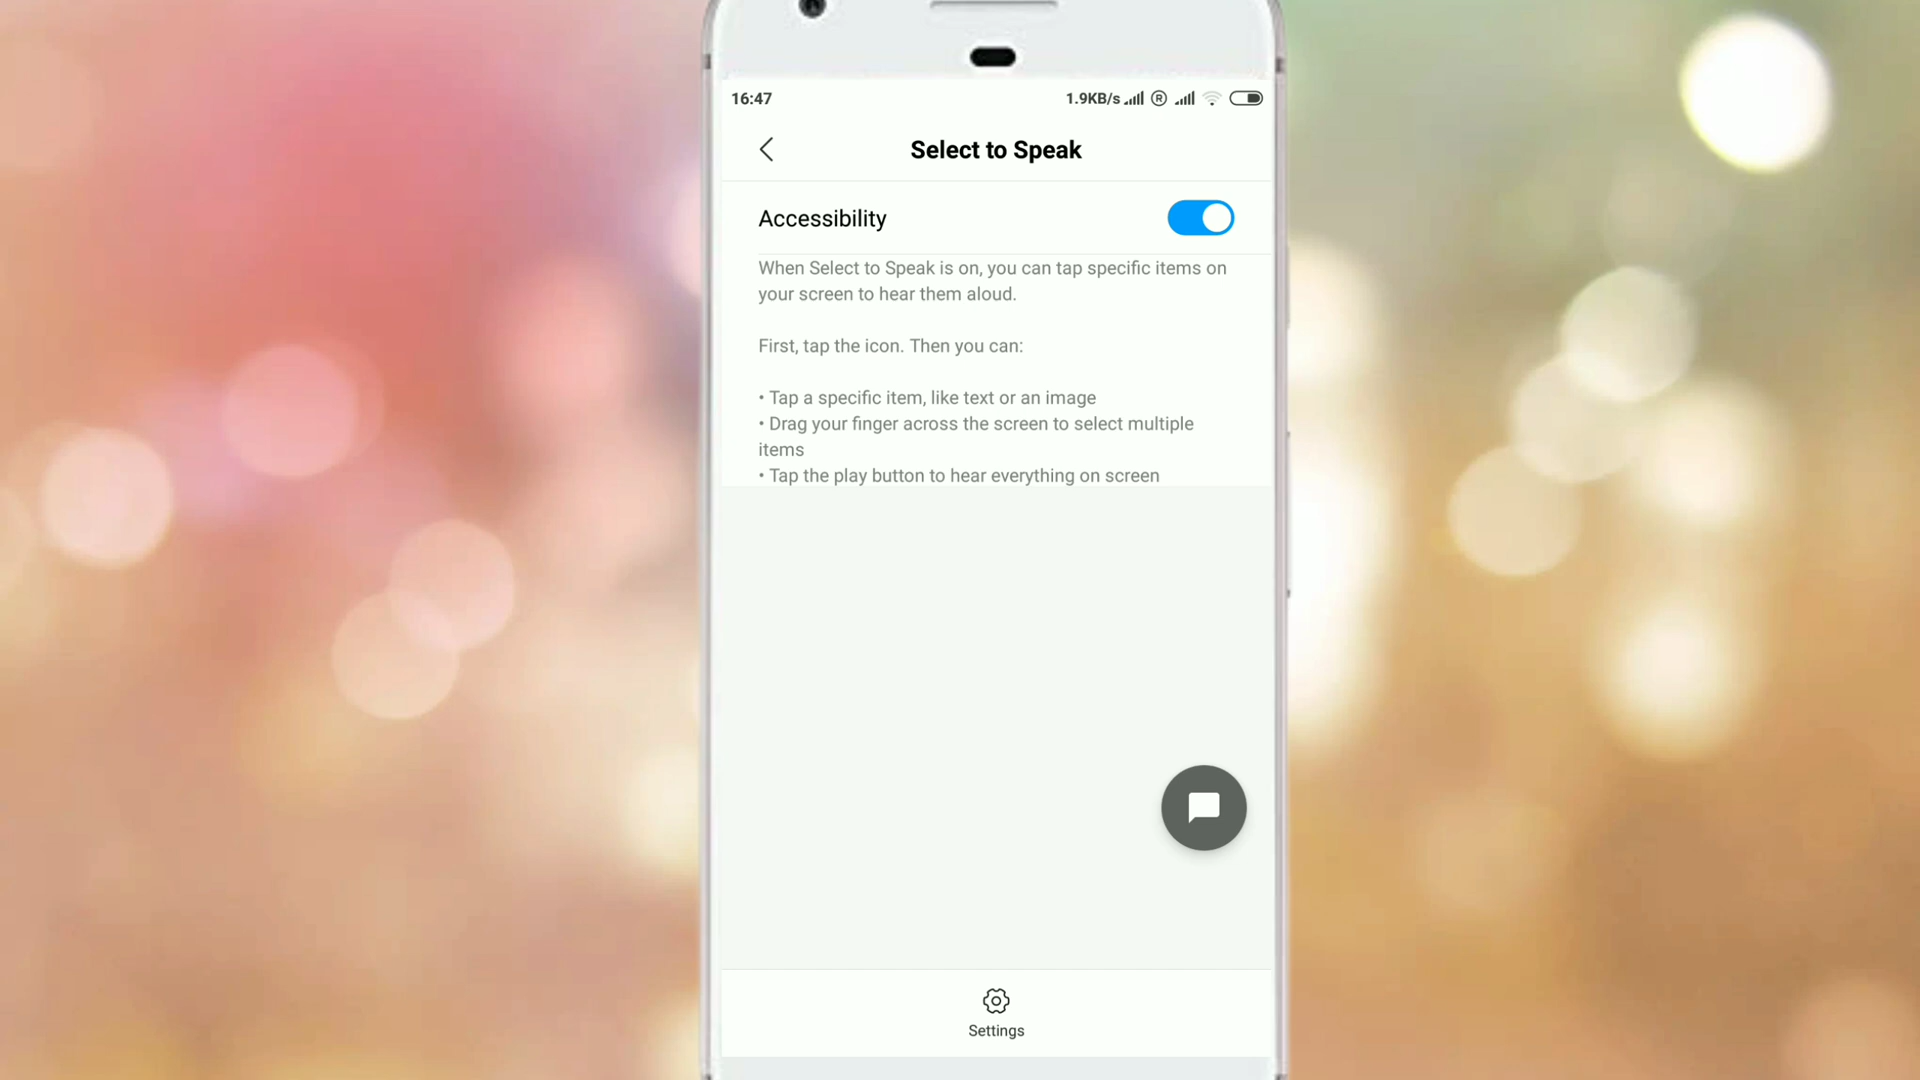 16:47
1.9KB/s
Select to Speak
Accessibility
When Select to Speak is on, you can tap specific items on
your screen to hear them aloud.
First, tap the icon. Then you can:
• Tap a specific item, like text or an image
• Drag your finger across the screen to select multiple
items
• Tap the play button to hear everything on screen
Settings